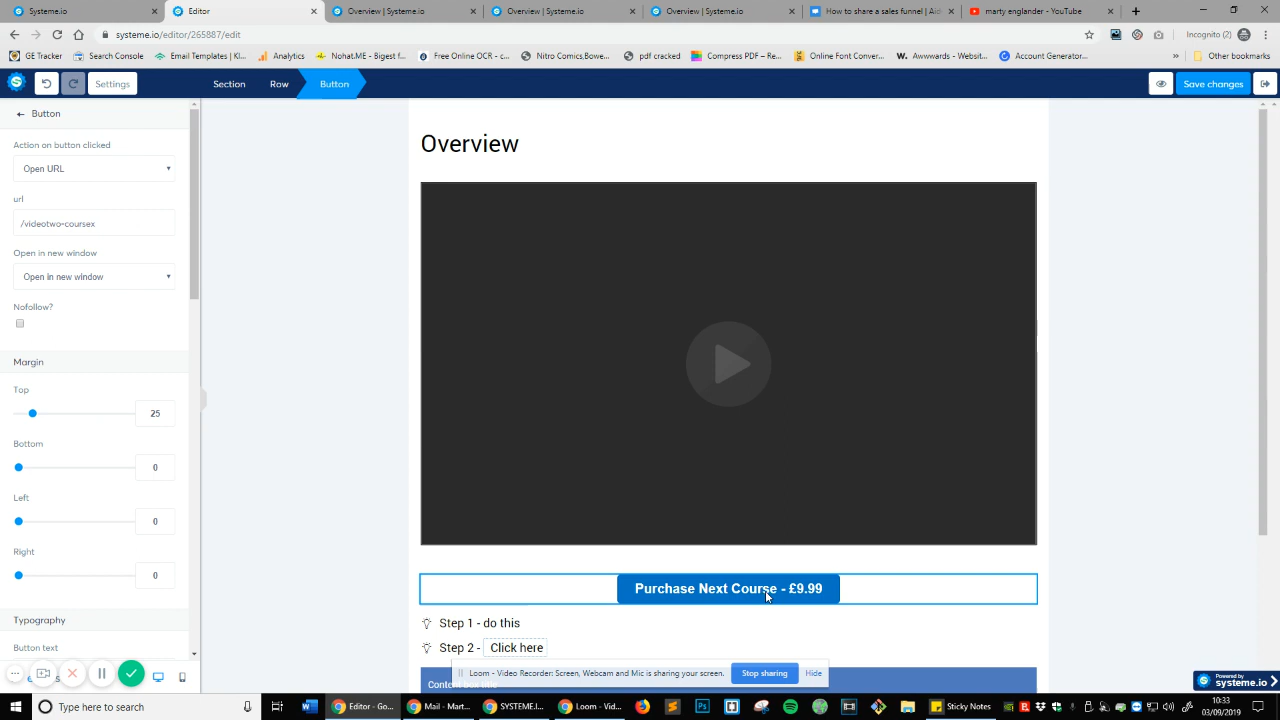 Systeme.io
Editor
Overview | Systeme.io
Overview | Systeme.io
Overview | Systeme.io
How to share a sales funnel | Aid
marty englander - YouTube
systeme.io/editor/265887/edit
Incognito (2)
GE Tracker
Search Console
Analytics
NohatME - Bigest f...
Email Templates | Kl...
Free Online OCR - c...
Nitro Comics,Bowe...
pdf cracked
Compress PDF – Re...
Online Font Conver...
Awwwards - Websit...
Account Generator...
Other bookmarks
Settings
Section
Row
Button
Save changes
Button
Action on button clicked
Open URL
url
/videotwo-coursex
Open in new window
Open in new window
Nofollow?
Margin
Top
25
Bottom
0
Left
0
Right
0
Typography
Button text
Overview
Purchase Next Course - £9.99
Step 1 - do this
Step 2 - Click here
Loom - Video Recorder: Screen, Webcam and Mic is sharing your screen.
Stop sharing
Hide
Powered by
systeme.io
Type here to search
Editor - Go...
Mail - Mart...
SYSTEME.I...
Loom - Vid...
Sticky Notes
10:33
03/09/2019